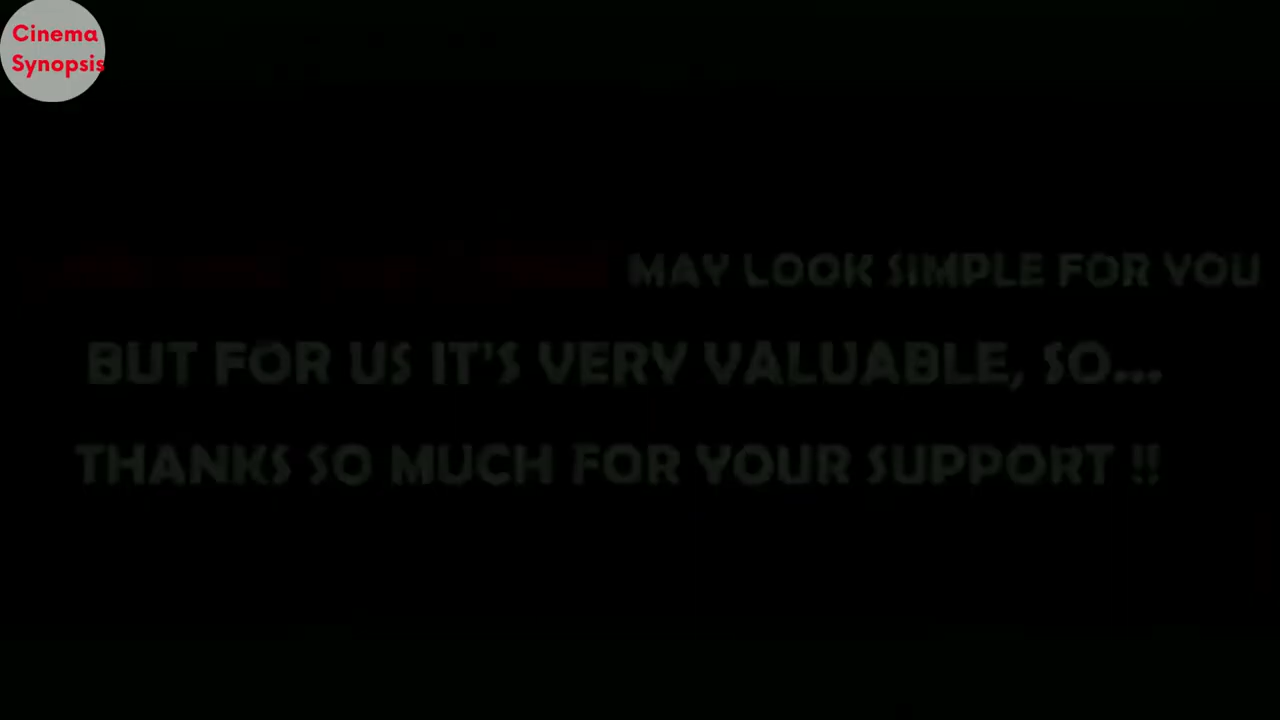 Cinema
Synopsis
MAY LOOK SIMPLE FOR YOU
BUT FOR US IT'S VERY VALUABLE, SO...
THANKS SO MUCH FOR YOUR SUPPORT !!